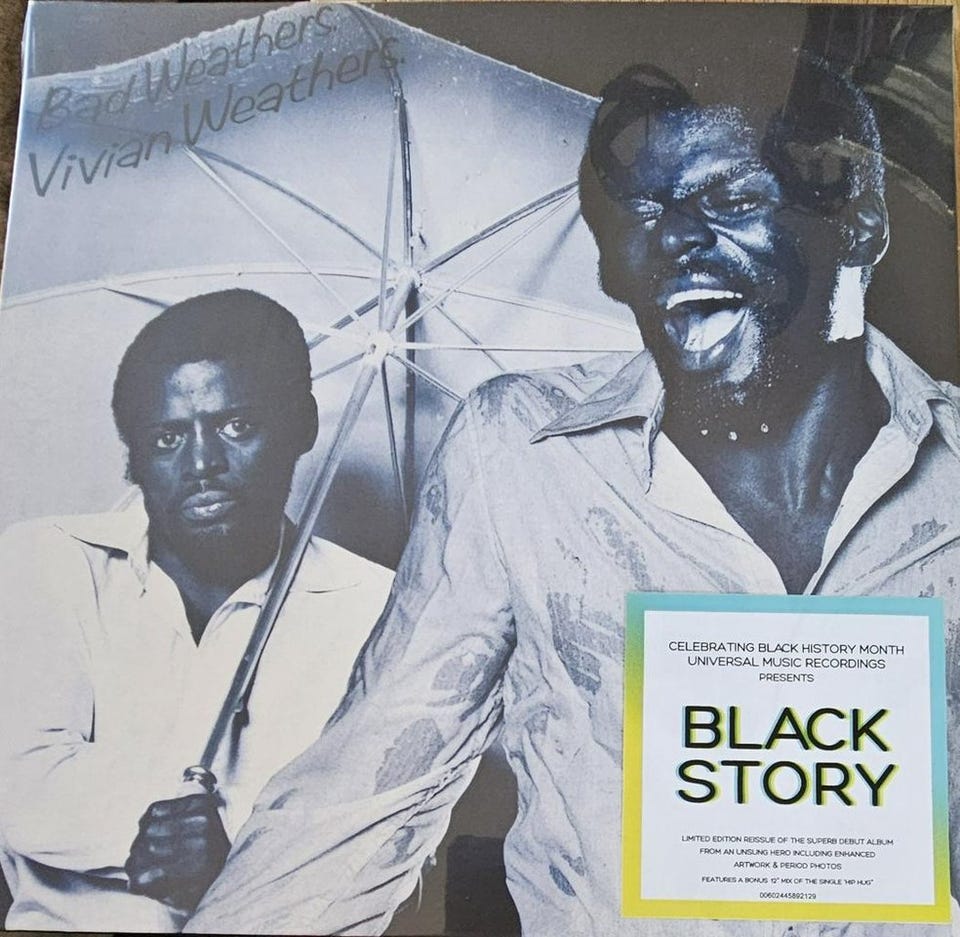 Bad Weathers
Vivian Weathers.
CELEBRATING BLACK HISTORY MONTH
UNIVERSAL MUSIC RECORDINGS
PRESENTS
BLACK
STORY
LIMITED EDITION REISSUE OF THE SUPERB DEBUT ALBUM
FROM AN UNSUNG HERO INCLUDING ENHANCED
ARTWORK & PERIOD PHOTOS
FEATURES A BONUS 12" MIX OF THE SINGLE "HIP HUG"
00602445892129